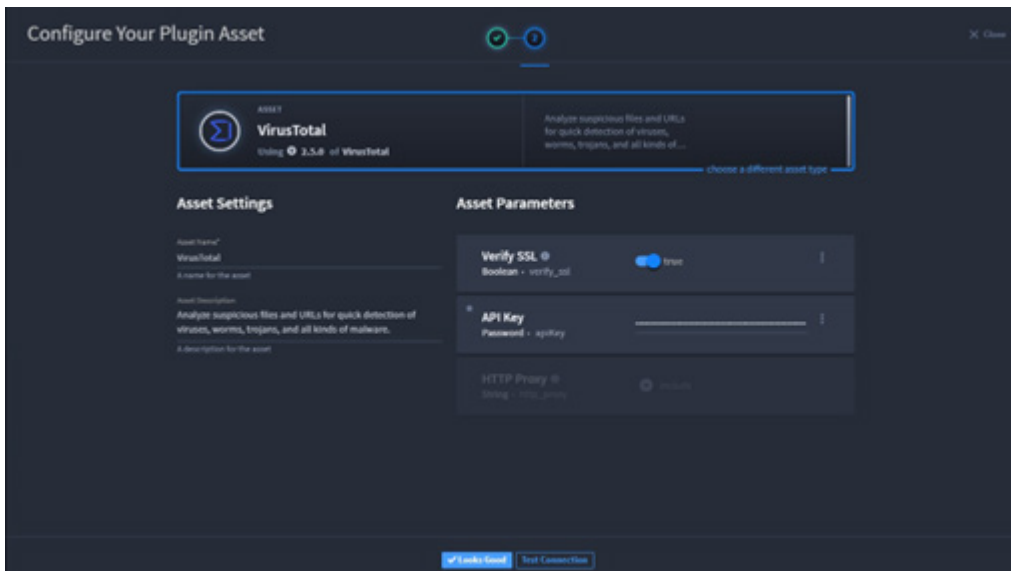 Configure Your Plugin Asset
2
Close
ASSET
VirusTotal
Using 2.5.0 of VirusTotal
Analyze suspicious files and URLs
for quick detection of viruses,
worms, trojans, and all kinds of...
choose a different asset type
Asset Settings
Asset Name*
VirusTotal
A name for the asset
Asset Description
Analyze suspicious files and URLs for quick detection of
viruses, worms, trojans, and all kinds of malware.
A description for the asset
Asset Parameters
Verify SSL
Boolean • verify_ssl
true
API Key
Password • apiKey
HTTP Proxy
String • http_proxy
Include
Looks Good
Test Connection